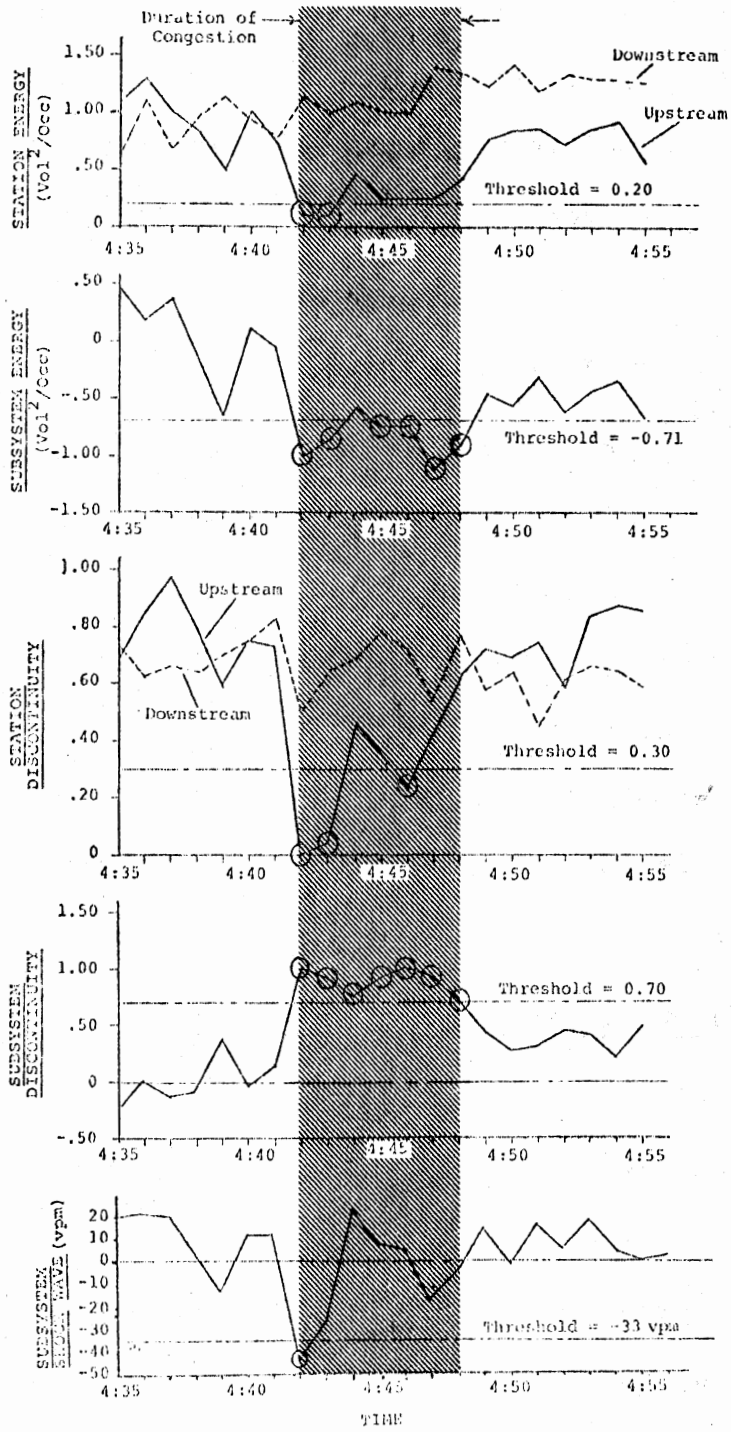 Duration of
Congestion
STATION ENERGY
(Vol²/Occ)
1.50
1.00
.50
0
Downstream
Upstream
Threshold = 0.20
4:35
4:40
4:45
4:50
4:55
SUBSYSTEM ENERGY
(Vol²/Occ)
.50
0
-.50
-1.00
-1.50
Threshold = -0.71
4:35
4:40
4:45
4:50
4:55
STATION
DISCONTINUITY
1.00
.80
.60
.40
.20
0
Upstream
Downstream
Threshold = 0.30
4:35
4:40
4:45
4:50
4:55
SUBSYSTEM
DISCONTINUITY
1.50
1.00
.50
0
-.50
Threshold = 0.70
4:35
4:40
4:45
4:50
4:55
SUBSYSTEM
SHOCK WAVE (vpm)
20
10
0
-10
-20
-30
-40
-50
Threshold = -33 vpm
4:35
4:40
4:45
4:50
4:55
TIME